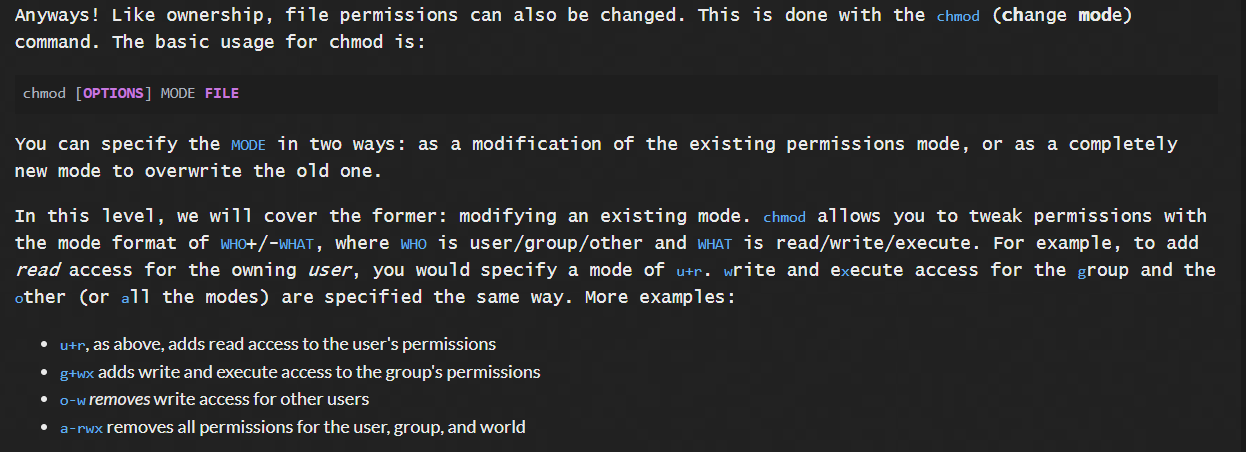 Anyways! Like ownership, file permissions can also be changed. This is done with the chmod (change mode)
command. The basic usage for chmod is:
chmod [OPTIONS] MODE FILE
You can specify the MODE in two ways: as a modification of the existing permissions mode, or as a completely
new mode to overwrite the old one.
In this level, we will cover the former: modifying an existing mode. chmod allows you to tweak permissions with
the mode format of WHO+/-WHAT, where WHO is user/group/other and WHAT is read/write/execute. For example, to add
read access for the owning user, you would specify a mode of u+r. write and execute access for the group and the
other (or all the modes) are specified the same way. More examples:
• u+r, as above, adds read access to the user's permissions
• g+wx adds write and execute access to the group's permissions
• o-w removes write access for other users
• a-rwx removes all permissions for the user, group, and world